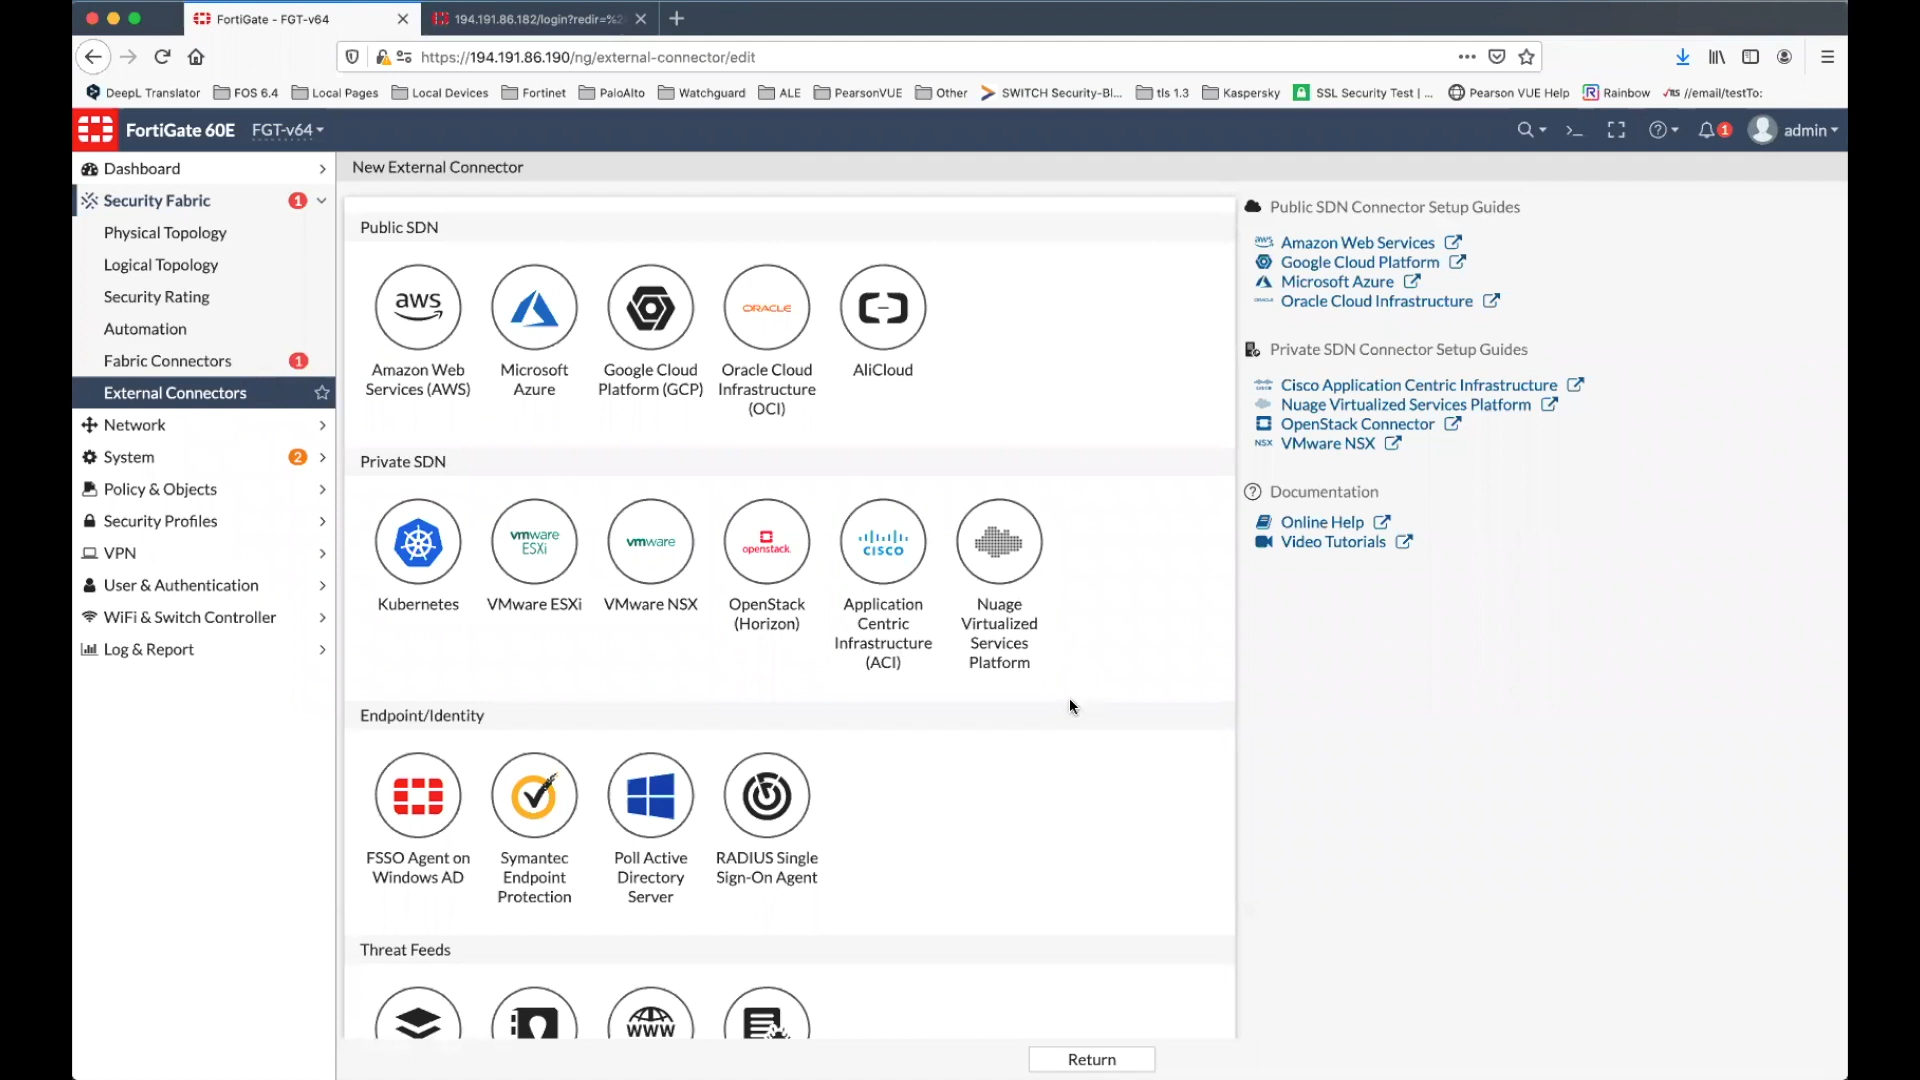 FortiGate - FGT-v64
194.191.86.182/login?redir=%2
https://194.191.86.190/ng/external-connector/edit
DeepL Translator FOS 6.4 Local Pages Local Devices Fortinet PaloAlto Watchguard ALE PearsonVUE Other SWITCH Security-Bl... tls 1.3 Kaspersky SSL Security Test | ... Pearson VUE Help Rainbow //email/testTo:
FortiGate 60E FGT-v64
1 admin
Dashboard
Security Fabric 1
Physical Topology
Logical Topology
Security Rating
Automation
Fabric Connectors 1
External Connectors
Network
System 2
Policy & Objects
Security Profiles
VPN
User & Authentication
WiFi & Switch Controller
Log & Report
New External Connector
Public SDN
aws
ORACLE
Amazon Web
Services (AWS)
Microsoft
Azure
Google Cloud
Platform (GCP)
Oracle Cloud
Infrastructure
(OCI)
AliCloud
Private SDN
vmware
ESXi
vmware
openstack.
CISCO
Kubernetes
VMware ESXi
VMware NSX
OpenStack
(Horizon)
Application
Centric
Infrastructure
(ACI)
Nuage
Virtualized
Services
Platform
Endpoint/Identity
FSSO Agent on
Windows AD
Symantec
Endpoint
Protection
Poll Active
Directory
Server
RADIUS Single
Sign-On Agent
Threat Feeds
WWW
Return
Public SDN Connector Setup Guides
aws Amazon Web Services
Google Cloud Platform
Microsoft Azure
Oracle Cloud Infrastructure
Private SDN Connector Setup Guides
Cisco Application Centric Infrastructure
Nuage Virtualized Services Platform
OpenStack Connector
NSX VMware NSX
Documentation
Online Help
Video Tutorials